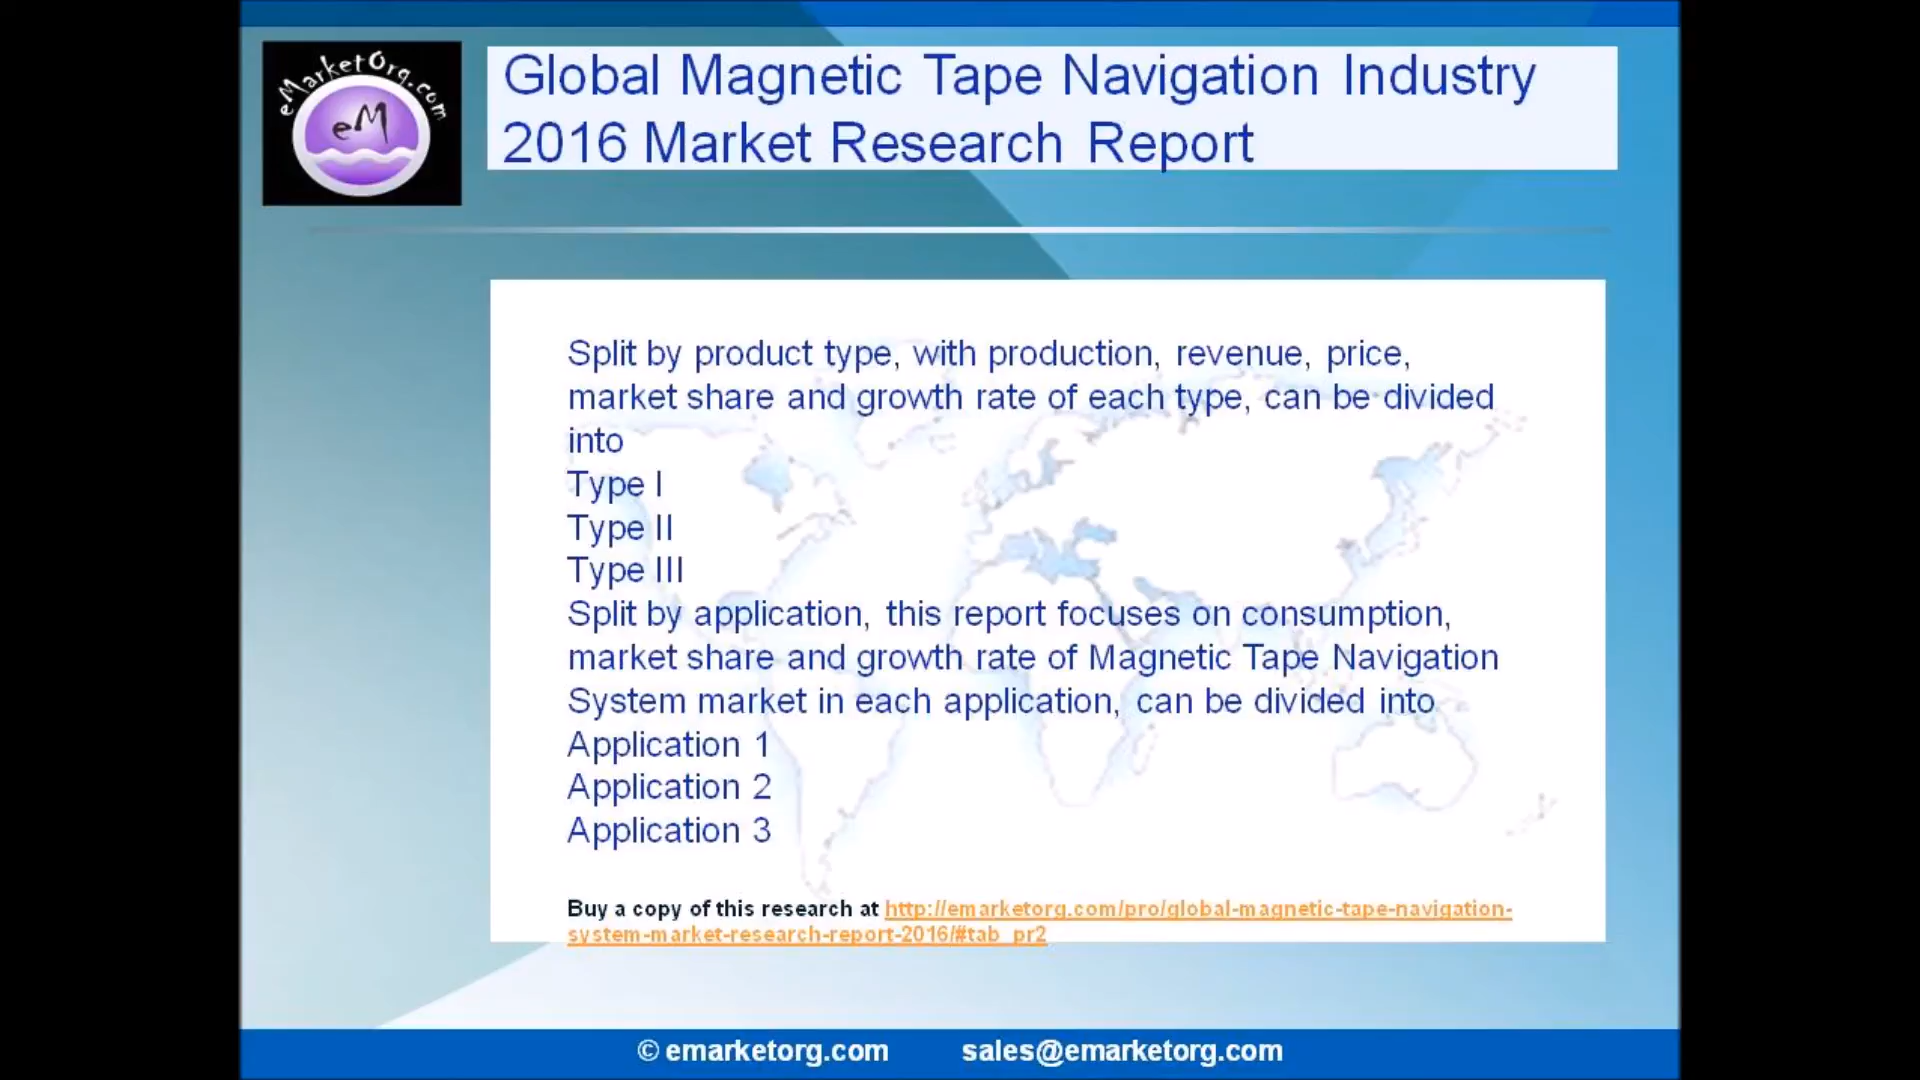 eMarketOrg.com
eM
Global Magnetic Tape Navigation Industry
2016 Market Research Report
Split by product type, with production, revenue, price,
market share and growth rate of each type, can be divided
into
Type I
Type II
Type III
Split by application, this report focuses on consumption,
market share and growth rate of Magnetic Tape Navigation
System market in each application, can be divided into
Application 1
Application 2
Application 3
Buy a copy of this research at http://emarketorg.com/pro/global-magnetic-tape-navigation-
system-market-research-report-2016/#tab_pr2
© emarketorg.com sales@emarketorg.com